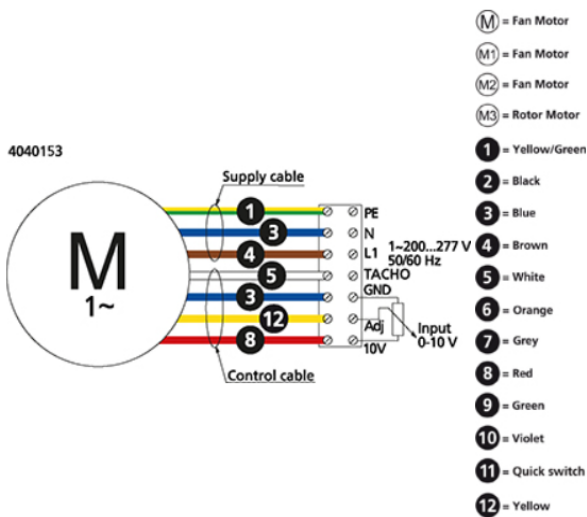 4040153
Supply cable
M
1~
1
3
4
5
3
12
8
PE
N
L1
TACHO
GND
Adj
10V
1~200...277 V
50/60 Hz
Input
0-10 V
Control cable
M = Fan Motor
M1 = Fan Motor
M2 = Fan Motor
M3 = Rotor Motor
1 = Yellow/Green
2 = Black
3 = Blue
4 = Brown
5 = White
6 = Orange
7 = Grey
8 = Red
9 = Green
10 = Violet
11 = Quick switch
12 = Yellow